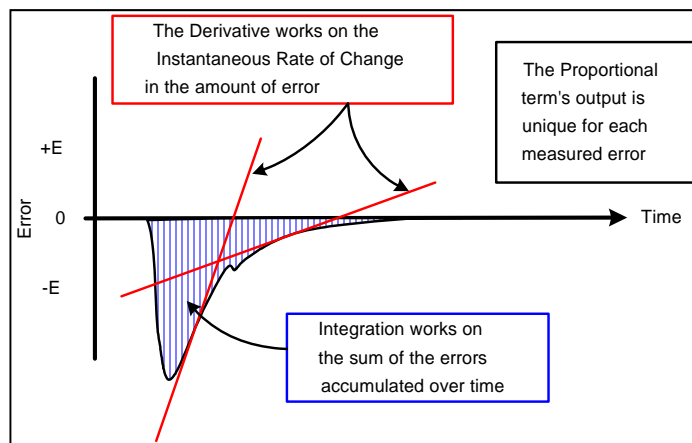 The Derivative works on the
Instantaneous Rate of Change
in the amount of error
The Proportional
term's output is
unique for each
measured error
+E
0
-E
Error
Time
Integration works on
the sum of the errors
accumulated over time